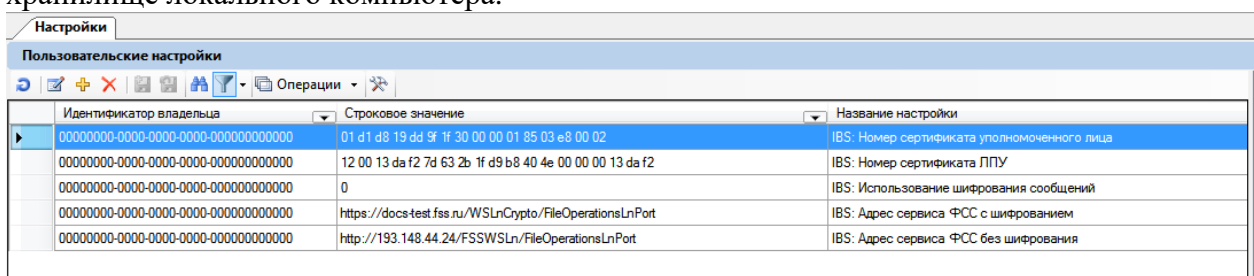 хранилище локального компьютера.
Настройки
Пользовательские настройки
Операции
Идентификатор владельца Строковое значение Название настройки
00000000-0000-0000-0000-000000000000 01 d1 d8 19 dd 9f 1f 30 00 00 01 85 03 e8 00 02 IBS: Номер сертификата уполномоченного лица
00000000-0000-0000-0000-000000000000 12 00 13 da f2 7d 63 2b 1f d9 b8 40 4e 00 00 00 13 da f2 IBS: Номер сертификата ЛПУ
00000000-0000-0000-0000-000000000000 0 IBS: Использование шифрования сообщений
00000000-0000-0000-0000-000000000000 https://docs-test.fss.ru/WSLnCrypto/FileOperationsLnPort IBS: Адрес сервиса ФСС с шифрованием
00000000-0000-0000-0000-000000000000 http://193.148.44.24/FSSWSLn/FileOperationsLnPort IBS: Адрес сервиса ФСС без шифрования